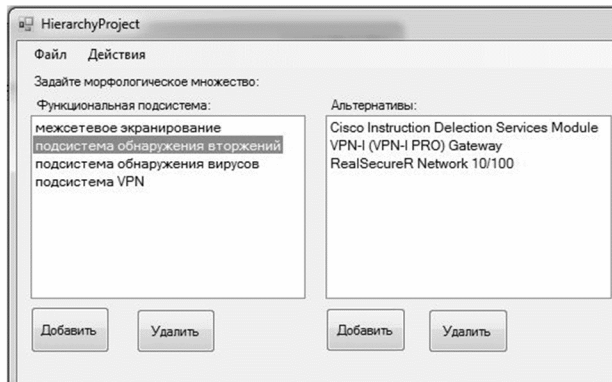 HierarchyProject
Файл Действия
Задайте морфологическое множество:
Функциональная подсистема:
межсетевое экранирование
подсистема обнаружения вторжений
подсистема обнаружения вирусов
подсистема VPN
Альтернативы:
Cisco Instruction Delection Services Module
VPN-I (VPN-I PRO) Gateway
RealSecureR Network 10/100
Добавить Удалить
Добавить Удалить